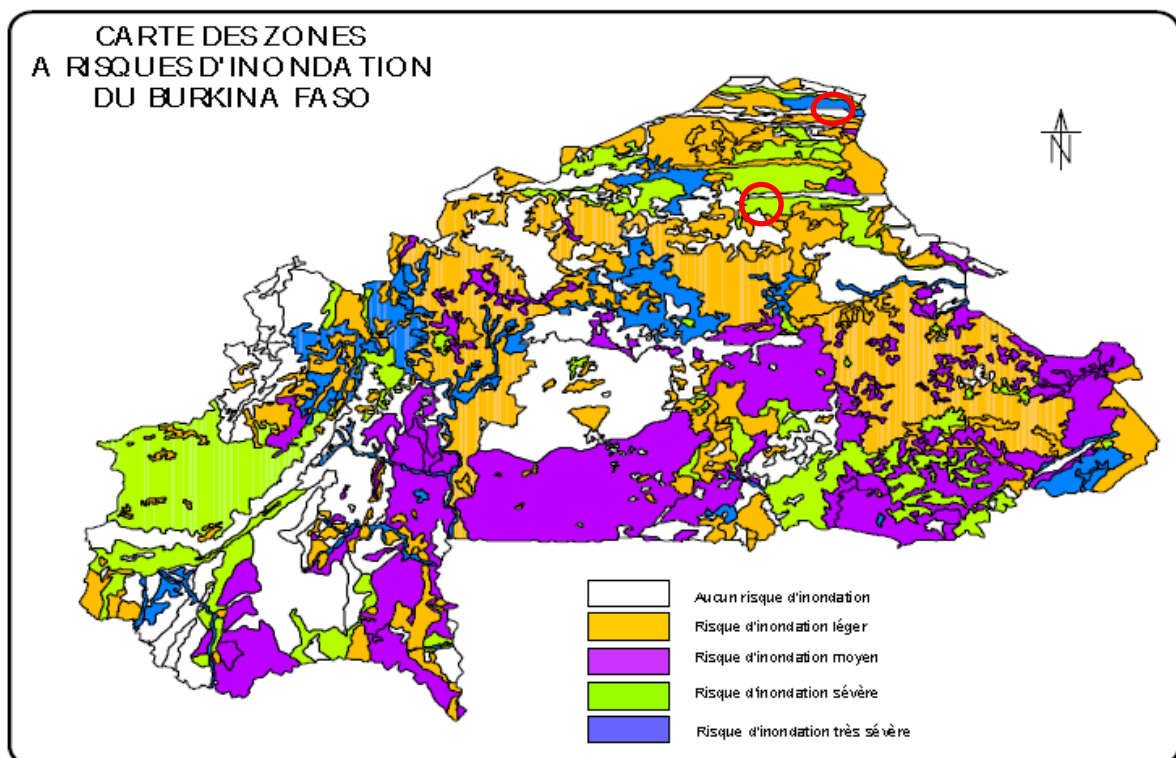 CARTE DES ZONES
A RISQUES D'INONDATION
DU BURKINA FASO
N
Aucun risque d'inondation
Risque d'inondation léger
Risque d'inondation moyen
Risque d'inondation sévère
Risque d'inondation très sévère